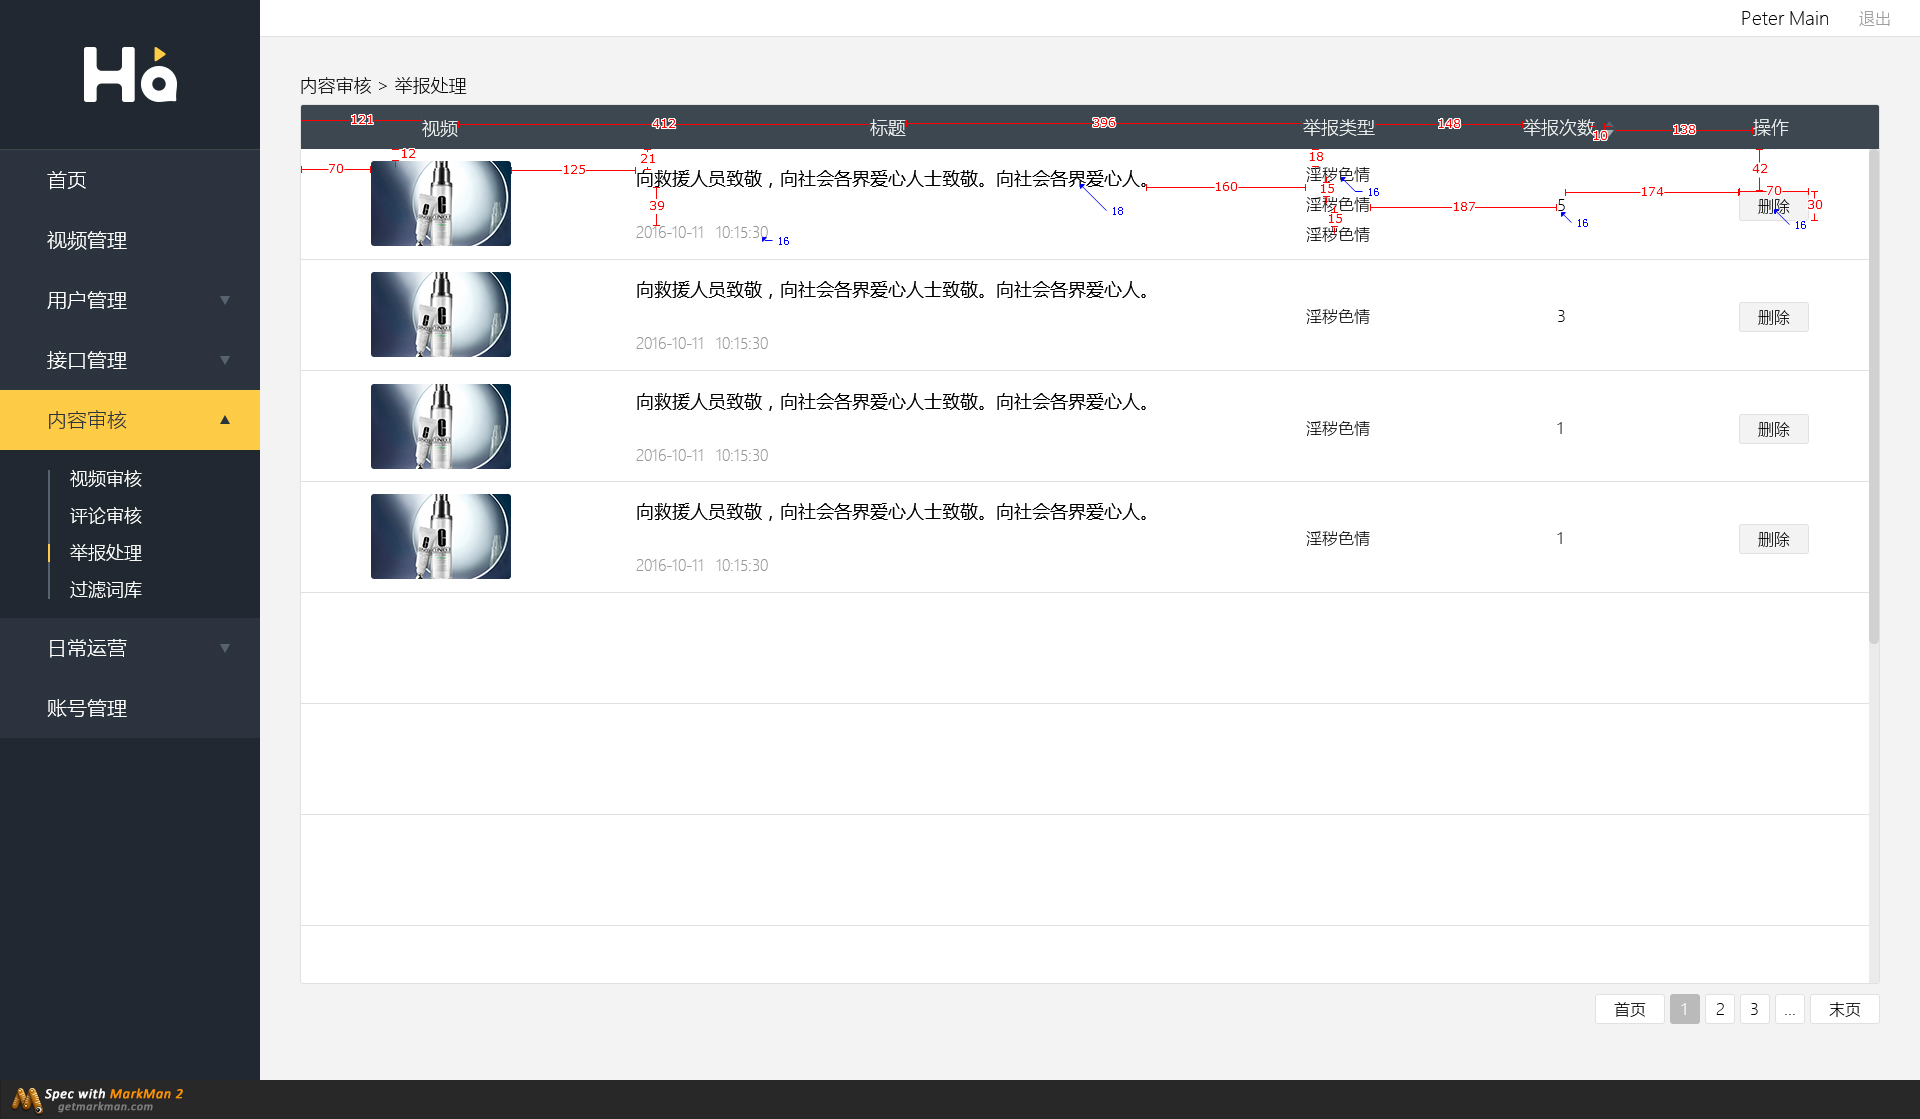 Ha
Peter Main 退出
内容审核 > 举报处理
121 412 396 148 10 138
视频 标题 举报类型 举报次数 操作
首页
视频管理
用户管理
接口管理
内容审核
视频审核
评论审核
举报处理
过滤词库
日常运营
账号管理
70 12 125 21 18 42
向救援人员致敬，向社会各界爱心人士致敬。向社会各界爱心人。
39 18 160
2016-10-11 10:15:30
16
淫秽色情
16
15
淫秽色情
15
淫秽色情
187 5 16 174 70 30
删除
16
向救援人员致敬，向社会各界爱心人士致敬。向社会各界爱心人。
2016-10-11 10:15:30
淫秽色情 3 删除
向救援人员致敬，向社会各界爱心人士致敬。向社会各界爱心人。
2016-10-11 10:15:30
淫秽色情 1 删除
向救援人员致敬，向社会各界爱心人士致敬。向社会各界爱心人。
2016-10-11 10:15:30
淫秽色情 1 删除
首页 1 2 3 ... 末页
Spec with MarkMan 2
getmarkman.com